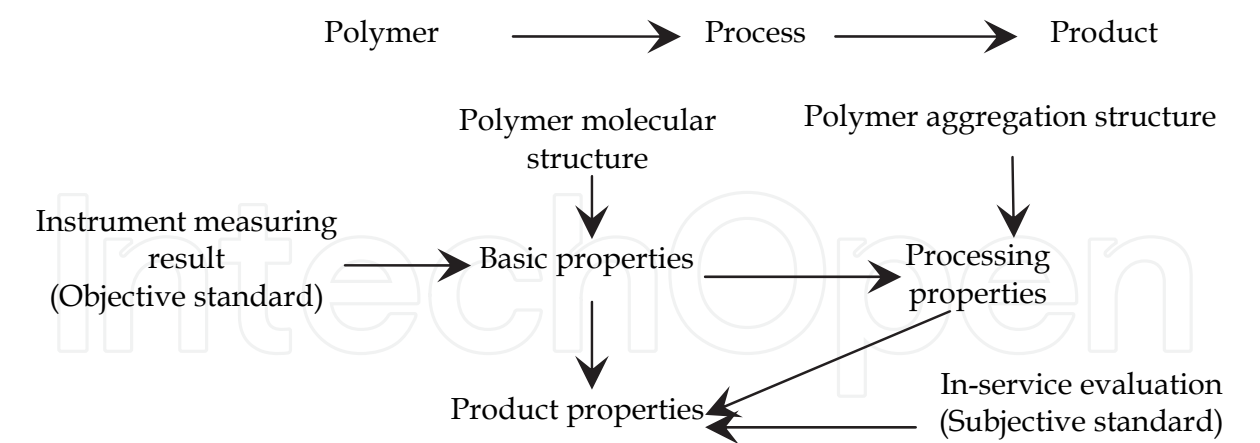 Polymer Process Product
Polymer molecular
structure
Polymer aggregation structure
Instrument measuring
result
(Objective standard)
Basic properties
Processing
properties
Product properties
In-service evaluation
(Subjective standard)
IntechOpen